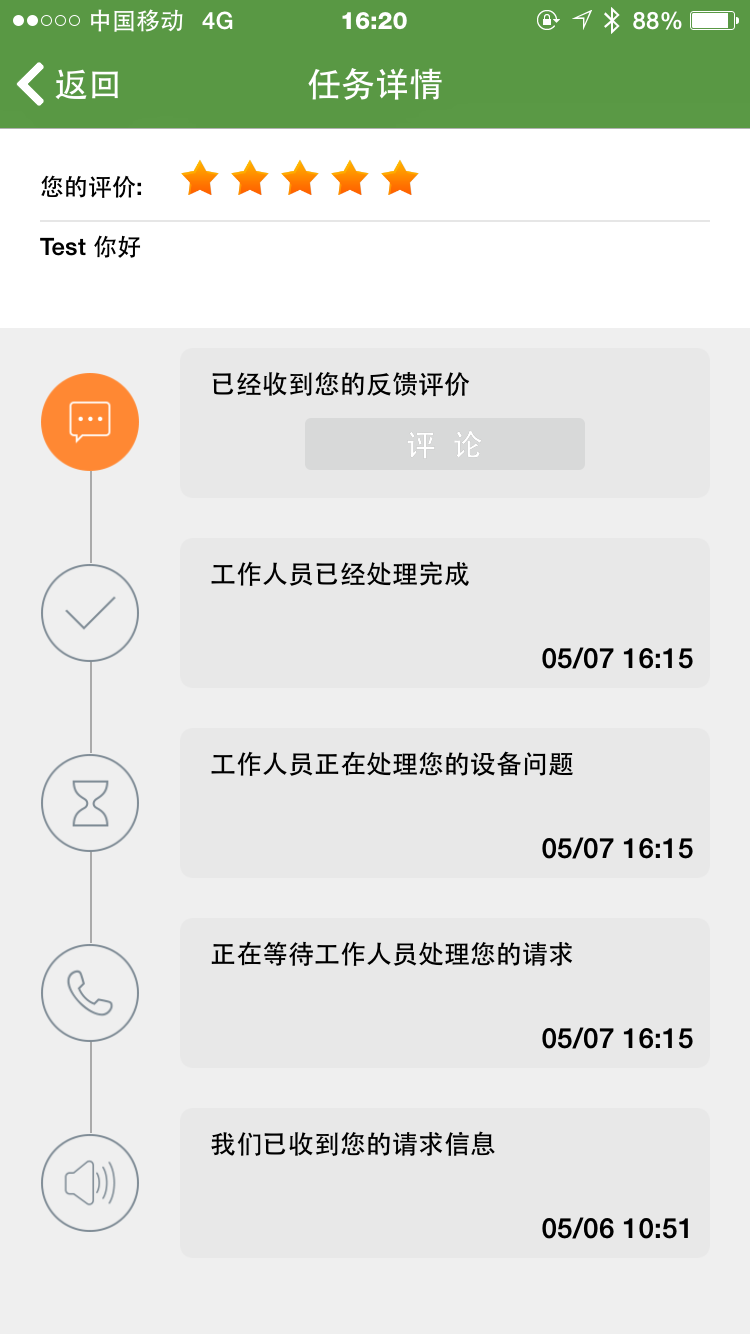 中国移动 4G 16:20 88%
返回 任务详情
您的评价:
Test 你好
已经收到您的反馈评价
评 论
工作人员已经处理完成
05/07 16:15
工作人员正在处理您的设备问题
05/07 16:15
正在等待工作人员处理您的请求
05/07 16:15
我们已收到您的请求信息
05/06 10:51